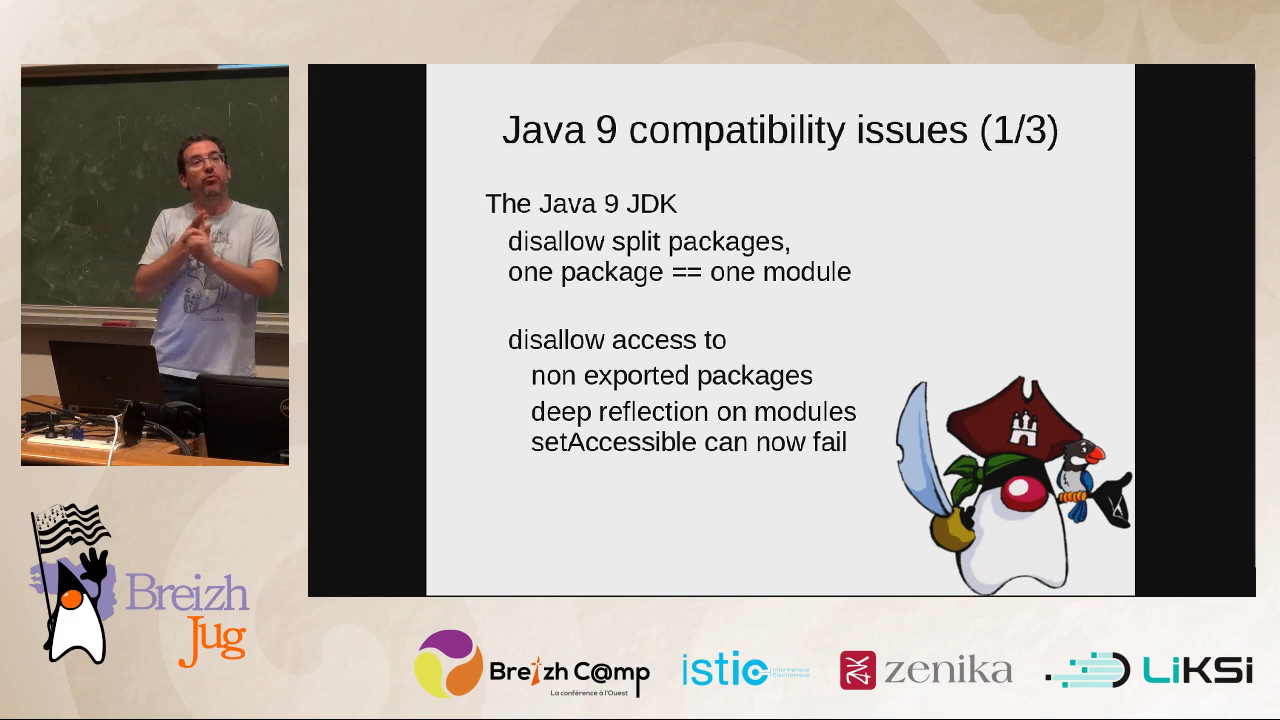 Java 9 compatibility issues (1/3)
The Java 9 JDK
disallow split packages,
one package == one module
disallow access to
non exported packages
deep reflection on modules
setAccessible can now fail
Breizh
Jug
Breizh C@mp
La conférence à l'Ouest
istic
Informatique
Électronique
zenika
LiKSi